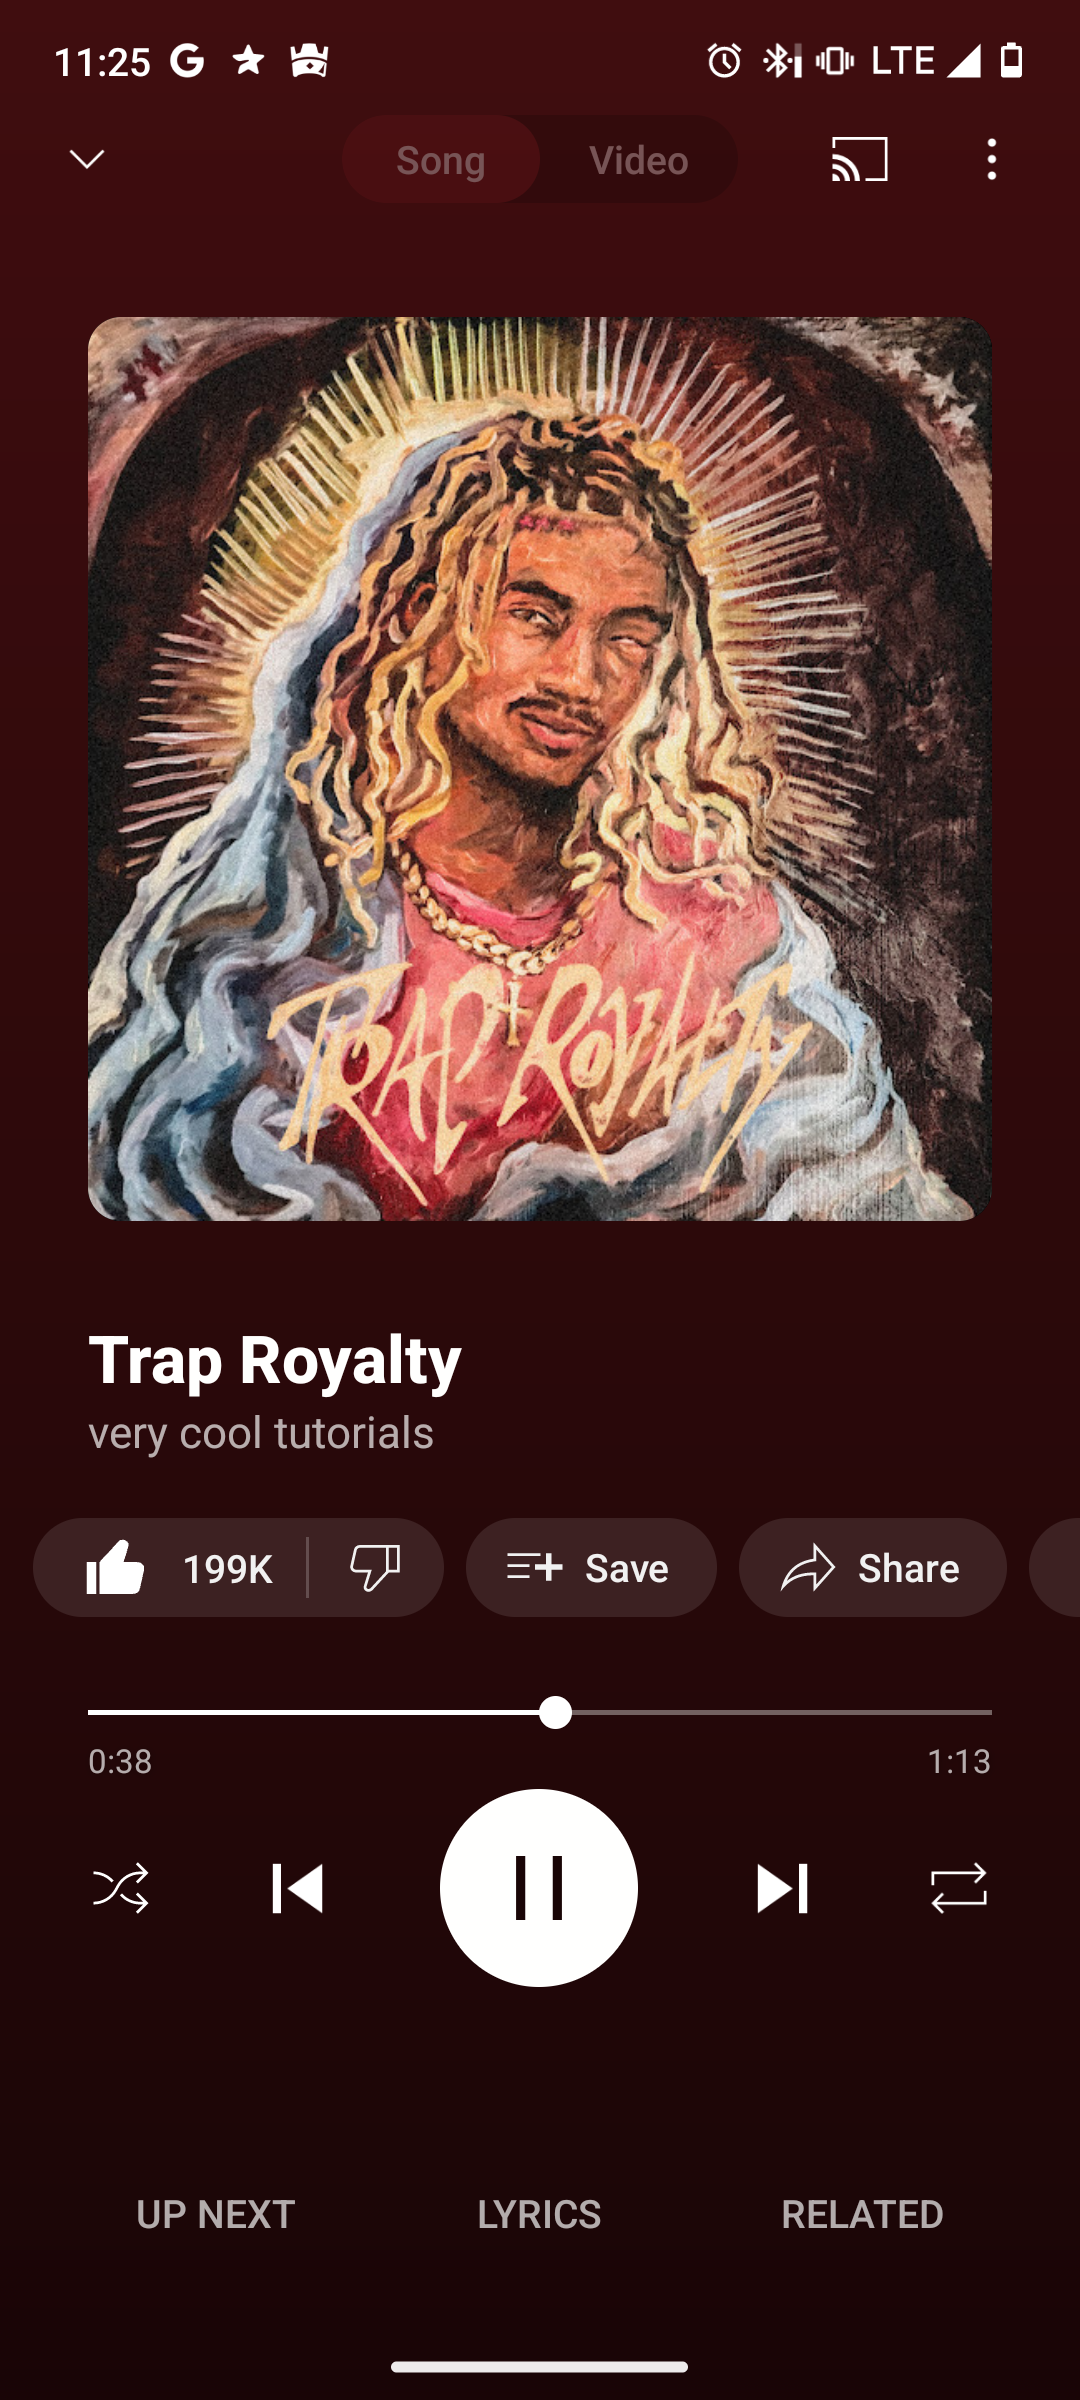 11:25 G LTE
Song Video
TRAP ROYALTY
Trap Royalty
very cool tutorials
199K Save Share
0:38 1:13
UP NEXT LYRICS RELATED